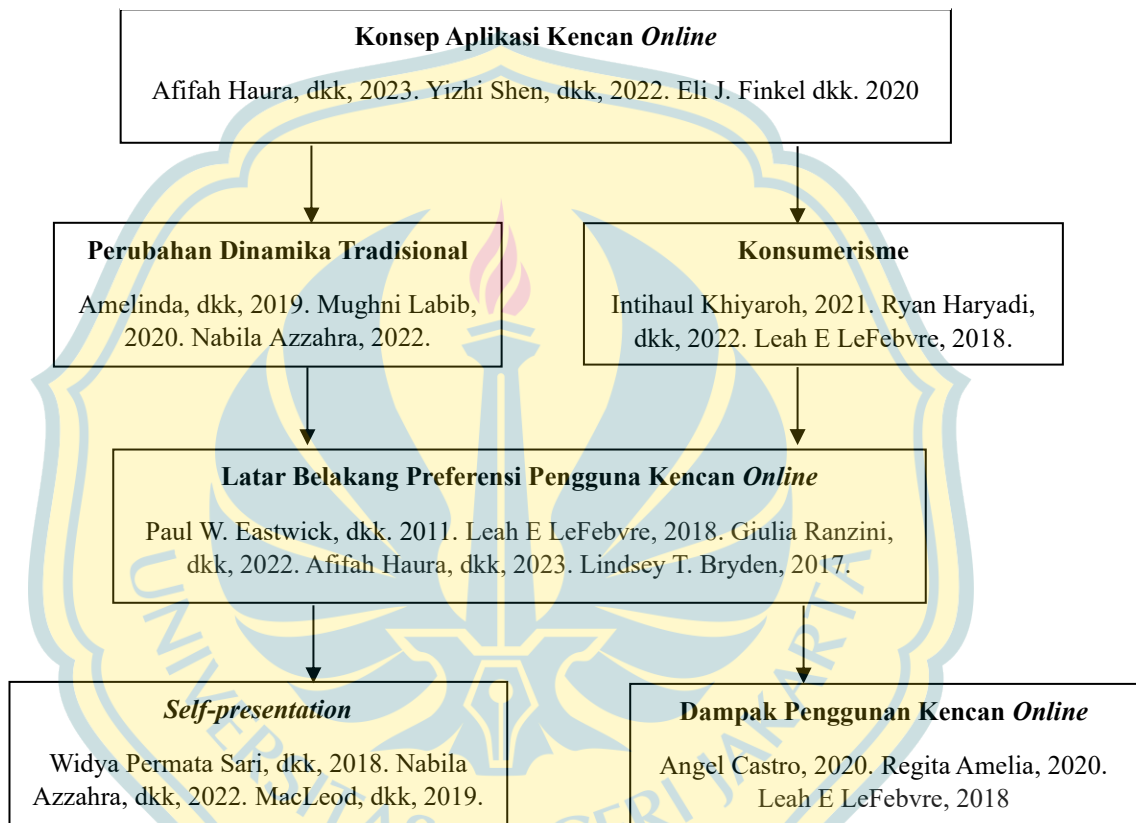 Konsep Aplikasi Kencan Online
Afifah Haura, dkk, 2023. Yizhi Shen, dkk, 2022. Eli J. Finkel dkk. 2020
Perubahan Dinamika Tradisional
Amelinda, dkk, 2019. Mughni Labib,
2020. Nabila Azzahra, 2022.
Konsumerisme
Intihaul Khiyaroh, 2021. Ryan Haryadi,
dkk, 2022. Leah E LeFebvre, 2018.
Latar Belakang Preferensi Pengguna Kencan Online
Paul W. Eastwick, dkk. 2011. Leah E LeFebvre, 2018. Giulia Ranzini,
dkk, 2022. Afifah Haura, dkk, 2023. Lindsey T. Bryden, 2017.
Self-presentation
Widya Permata Sari, dkk, 2018. Nabila
Azzahra, dkk, 2022. MacLeod, dkk, 2019.
Dampak Penggunan Kencan Online
Angel Castro, 2020. Regita Amelia, 2020.
Leah E LeFebvre, 2018
UNIVERSITAS NEGERI JAKARTA